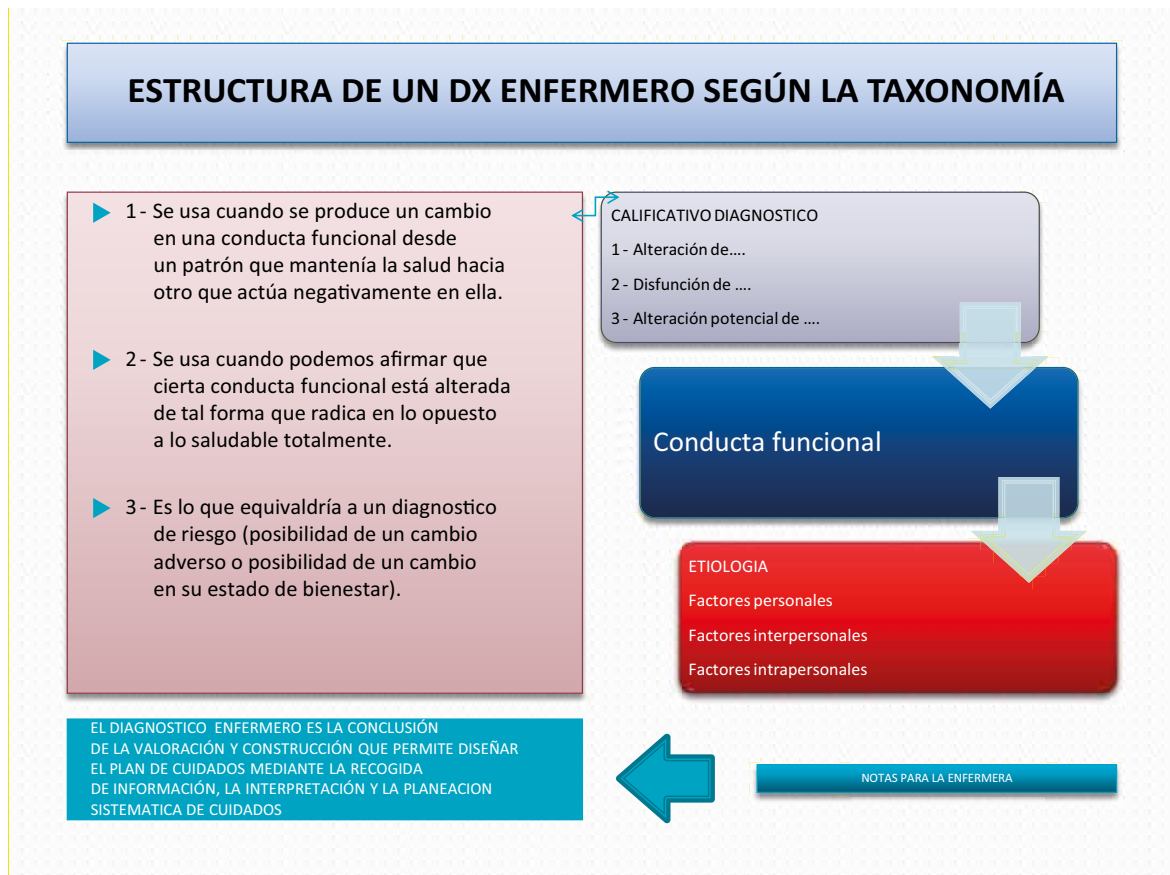 ESTRUCTURA DE UN DX ENFERMERO SEGÚN LA TAXONOMÍA
1- Se usa cuando se produce un cambio
en una conducta funcional desde
un patrón que mantenía la salud hacia
otro que actúa negativamente en ella.
2- Se usa cuando podemos afirmar que
cierta conducta funcional está alterada
de tal forma que radica en lo opuesto
a lo saludable totalmente.
3- Es lo que equivaldría a un diagnostico
de riesgo (posibilidad de un cambio
adverso o posibilidad de un cambio
en su estado de bienestar).
CALIFICATIVO DIAGNOSTICO
1- Alteración de....
2- Disfunción de ....
3- Alteración potencial de ....
Conducta funcional
ETIOLOGIA
Factores personales
Factores interpersonales
Factores intrapersonales
EL DIAGNOSTICO ENFERMERO ES LA CONCLUSIÓN
DE LA VALORACIÓN Y CONSTRUCCIÓN QUE PERMITE DISEÑAR
EL PLAN DE CUIDADOS MEDIANTE LA RECOGIDA
DE INFORMACIÓN, LA INTERPRETACIÓN Y LA PLANEACION
SISTEMATICA DE CUIDADOS
NOTAS PARA LA ENFERMERA